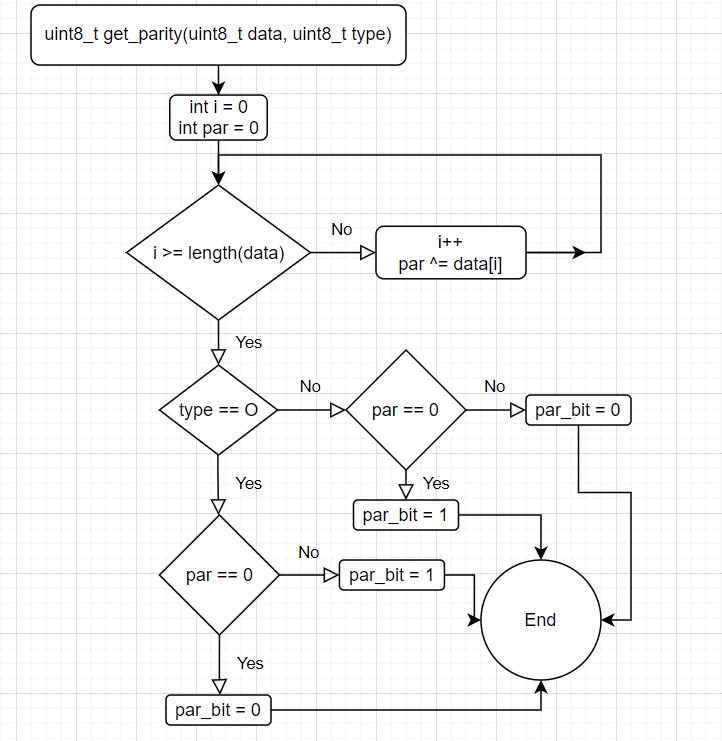 uint8_t get_parity(uint8_t data, uint8_t type)
int i = 0
int par = 0
i >= length(data)
No
i++
par ^= data[i]
Yes
type == O
No
par == 0
No
par_bit = 0
Yes
par_bit = 1
Yes
par == 0
No
par_bit = 1
End
Yes
par_bit = 0